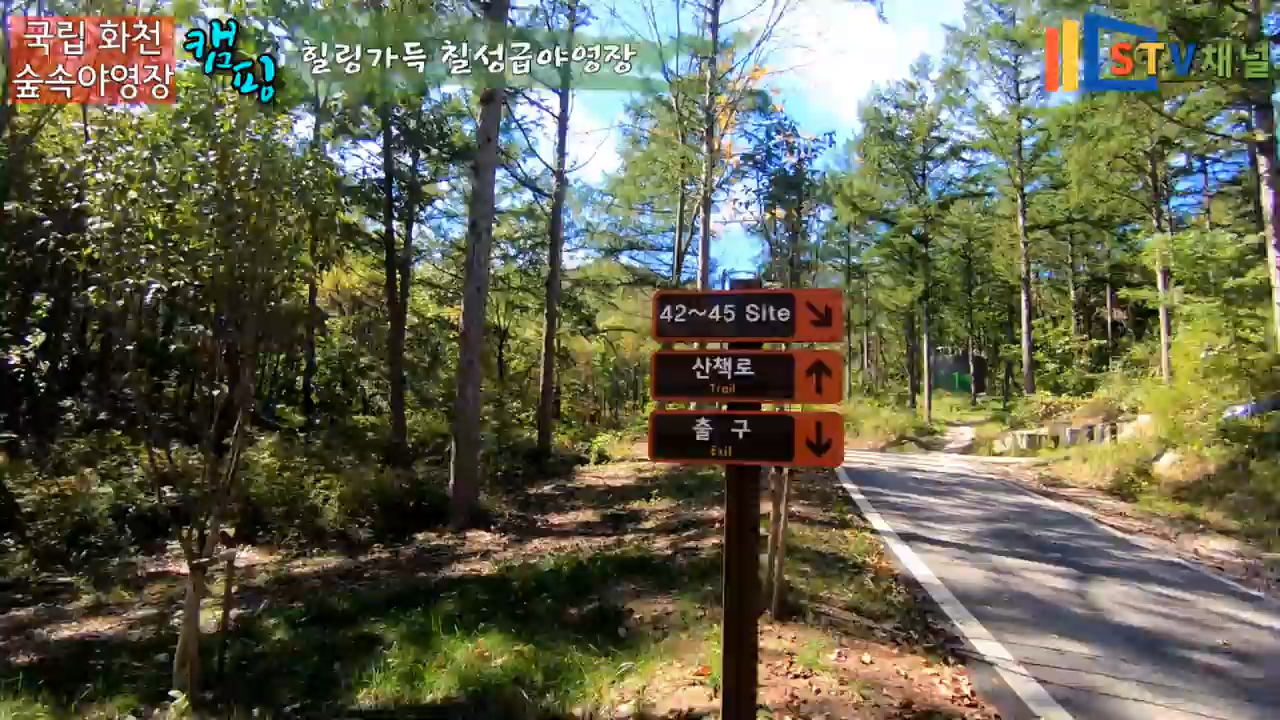 국립 화천
숲속야영장
캠핑
힐링가득 칠성급야영장
STV채널
42~45 Site
산책로
Trail
출 구
Exit